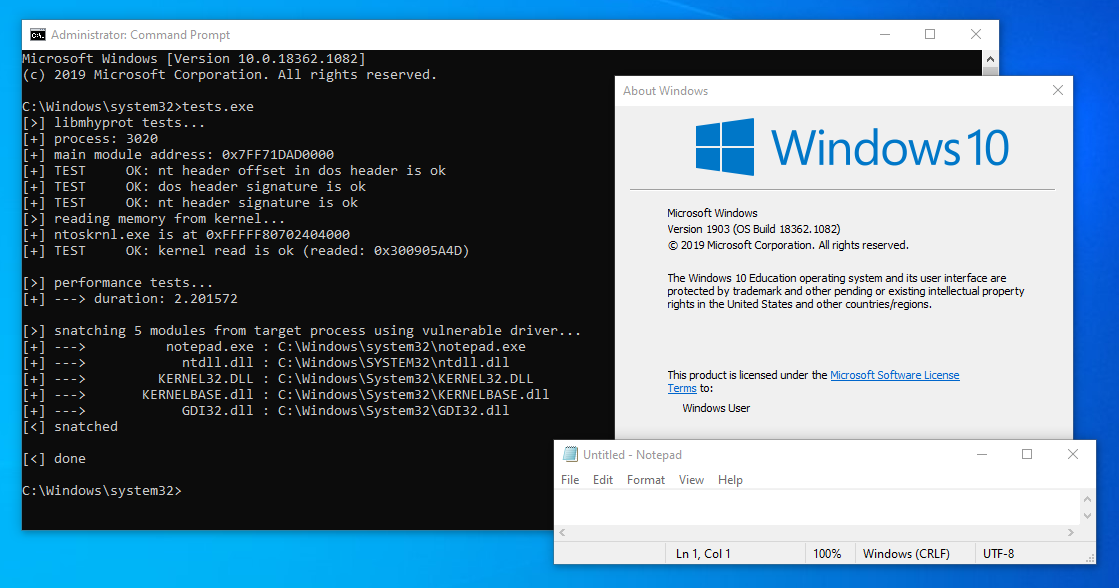 Administrator: Command Prompt
Microsoft Windows [Version 10.0.18362.1082]
(c) 2019 Microsoft Corporation. All rights reserved.
C:\Windows\system32>tests.exe
[>] libmhyprot tests...
[+] process: 3020
[+] main module address: 0x7FF71DAD0000
[+] TEST     OK: nt header offset in dos header is ok
[+] TEST     OK: dos header signature is ok
[+] TEST     OK: nt header signature is ok
[>] reading memory from kernel...
[+] ntoskrnl.exe is at 0xFFFFF80702404000
[+] TEST     OK: kernel read is ok (readed: 0x300905A4D)
[>] performance tests...
[+] ---> duration: 2.201572
[>] snatching 5 modules from target process using vulnerable driver...
[+] --->          notepad.exe : C:\Windows\system32\notepad.exe
[+] --->            ntdll.dll : C:\Windows\SYSTEM32\ntdll.dll
[+] --->         KERNEL32.DLL : C:\Windows\System32\KERNEL32.DLL
[+] --->       KERNELBASE.dll : C:\Windows\System32\KERNELBASE.dll
[+] --->            GDI32.dll : C:\Windows\System32\GDI32.dll
[<] snatched
[<] done
C:\Windows\system32>
About Windows
Windows 10
Microsoft Windows
Version 1903 (OS Build 18362.1082)
© 2019 Microsoft Corporation. All rights reserved.
The Windows 10 Education operating system and its user interface are
protected by trademark and other pending or existing intellectual property
rights in the United States and other countries/regions.
This product is licensed under the Microsoft Software License
Terms to:
Windows User
Untitled - Notepad
File Edit Format View Help
Ln 1, Col 1 100% Windows (CRLF) UTF-8